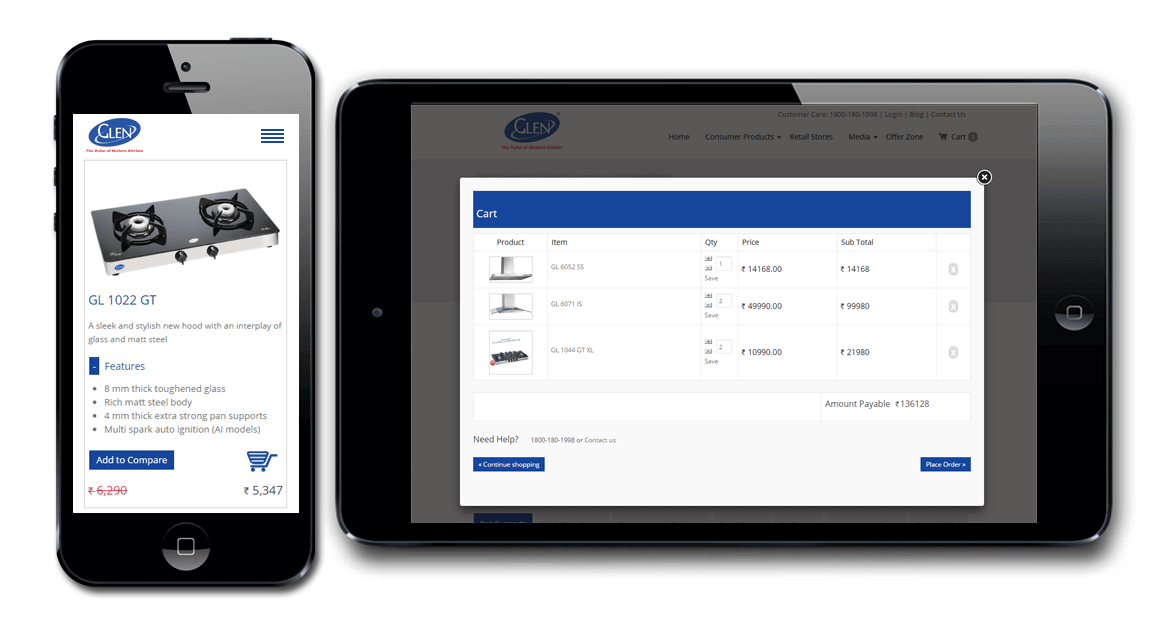 GLEN
The Pulse of Modern Kitchen
GL 1022 GT
A sleek and stylish new hood with an interplay of
glass and matt steel
- Features
8 mm thick toughened glass
Rich matt steel body
4 mm thick extra strong pan supports
Multi spark auto ignition (AI models)
Add to Compare
₹ 6,290 ₹ 5,347
Customer Care: 1800-180-1998 | Login | Blog | Contact Us
GLEN
The Pulse of Modern Kitchen
Home Consumer Products Retail Stores Media Offer Zone Cart
Cart
Product Item Qty Price Sub Total
GL 6052 SS 1 Save ₹ 14168.00 ₹ 14168 X
GL 6071 IS 2 Save ₹ 49990.00 ₹ 99980 X
GL 1044 GT XL 2 Save ₹ 10990.00 ₹ 21980 X
Amount Payable ₹136128
Need Help? 1800-180-1998 or Contact us
« Continue shopping Place Order »